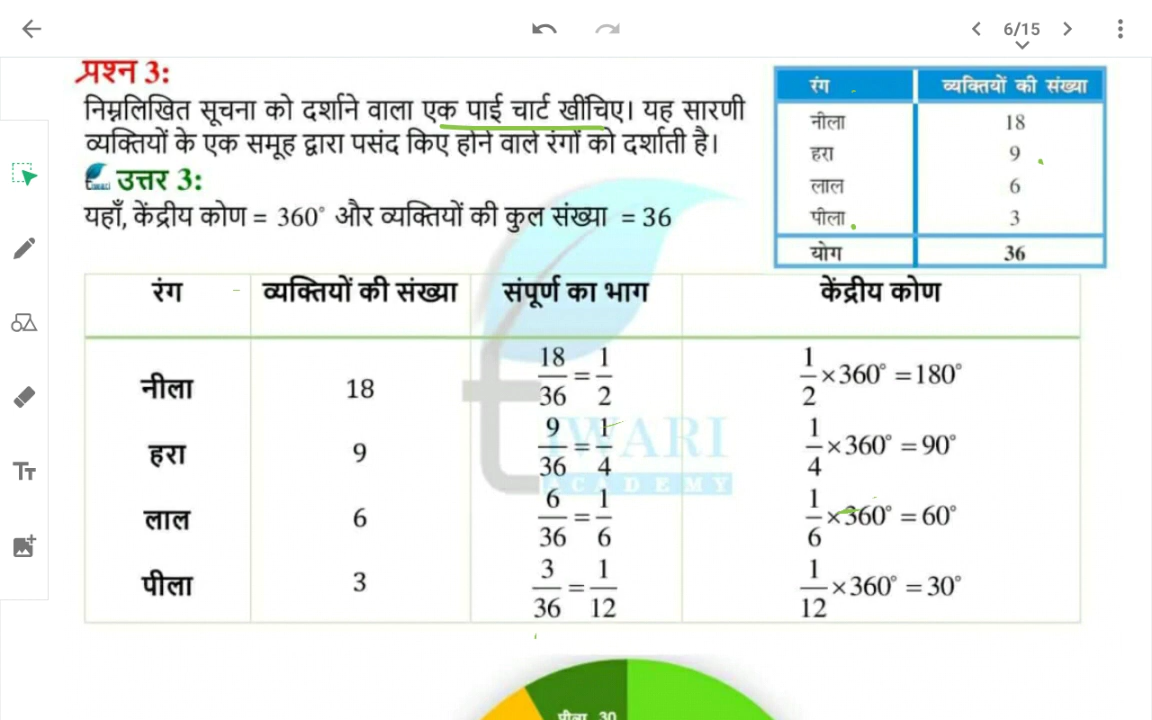 6/15
प्रश्न 3:
निम्नलिखित सूचना को दर्शाने वाला एक पाई चार्ट खींचिए। यह सारणी
व्यक्तियों के एक समूह द्वारा पसंद किए होने वाले रंगों को दर्शाती है।
उत्तर 3:
यहाँ, केंद्रीय कोण = 360° और व्यक्तियों की कुल संख्या = 36
रंग व्यक्तियों की संख्या
नीला 18
हरा 9
लाल 6
पीला 3
योग 36
रंग व्यक्तियों की संख्या संपूर्ण का भाग केंद्रीय कोण
नीला 18 18/36 = 1/2 1/2 ×360° =180°
हरा 9 9/36 = 1/4 1/4 ×360° = 90°
लाल 6 6/36 = 1/6 1/6 ×360° = 60°
पीला 3 3/36 = 1/12 1/12 ×360° = 30°
TIWARI
ACADEMY
Tт
पीला 30